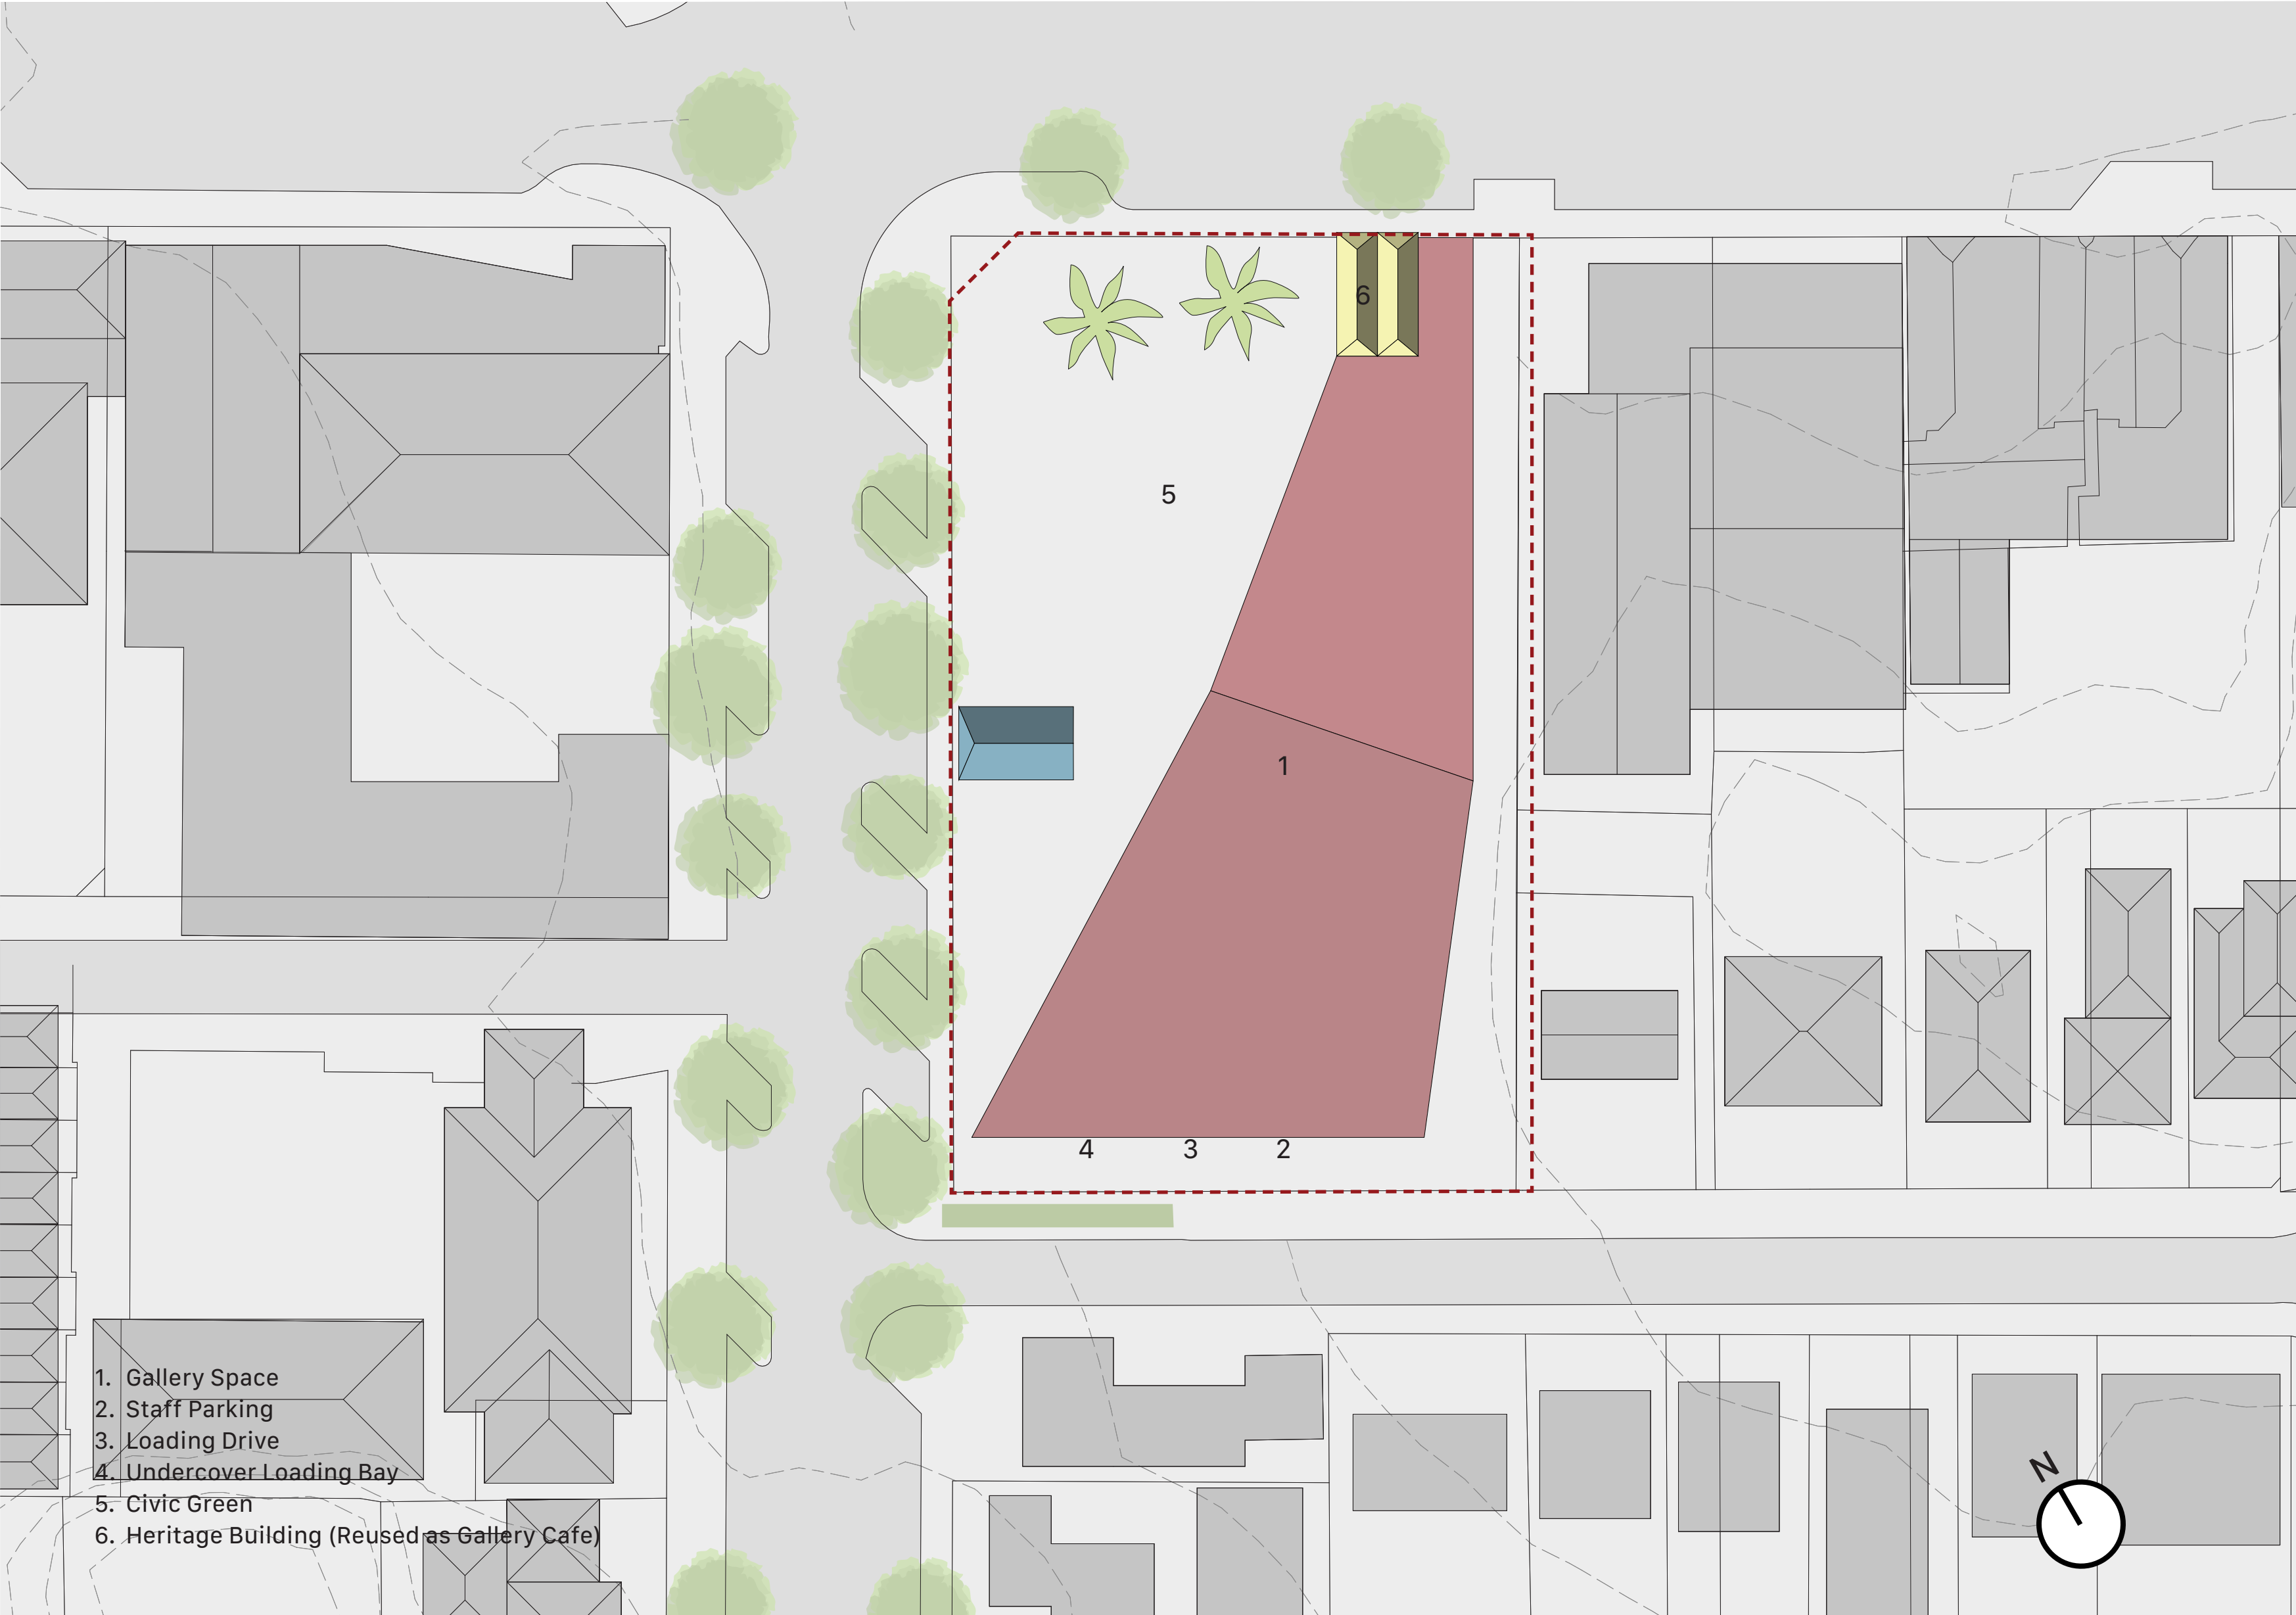 6
5
1
4 3 2
1. Gallery Space
2. Staff Parking
3. Loading Drive
4. Undercover Loading Bay
5. Civic Green
6. Heritage Building (Reused as Gallery Cafe)
N